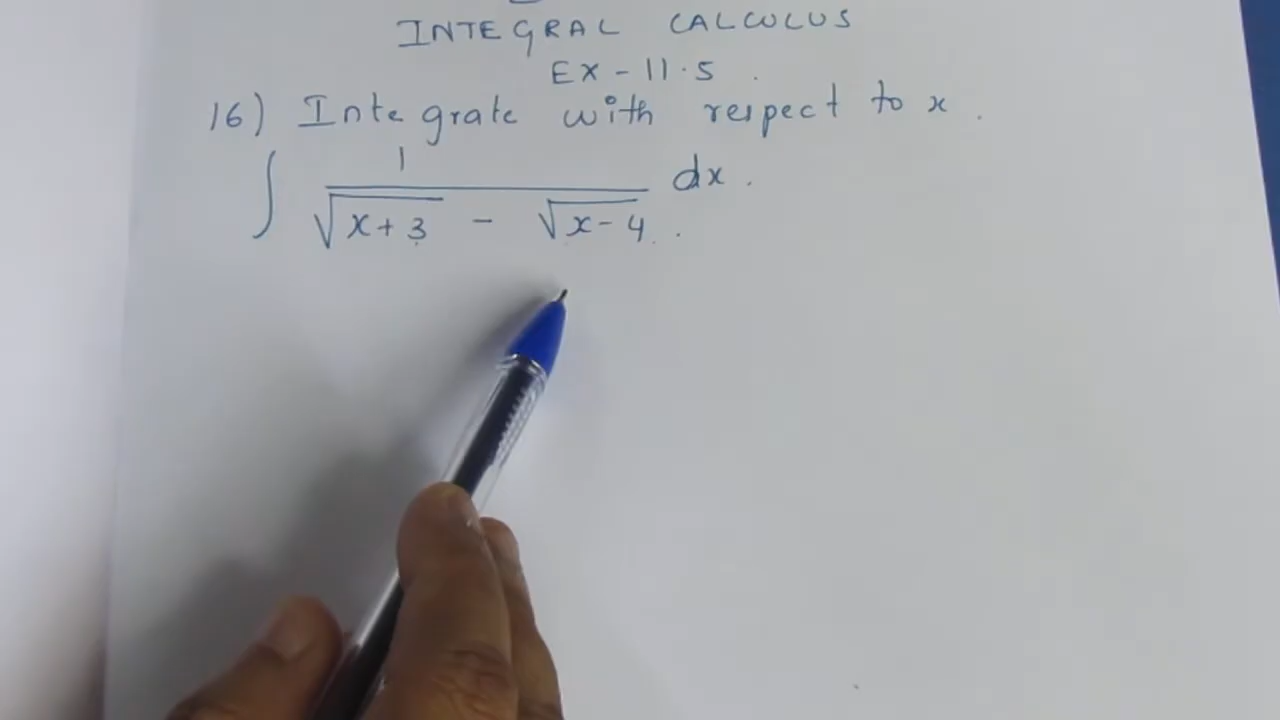 INTEGRAL CALCULUS
EX - 11.5 .
16) Integrate with respect to x .
∫ 1 / (√(x+3) - √(x-4)) dx .